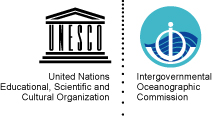 UNESCO
United Nations
Educational, Scientific and
Cultural Organization
Intergovernmental
Oceanographic
Commission